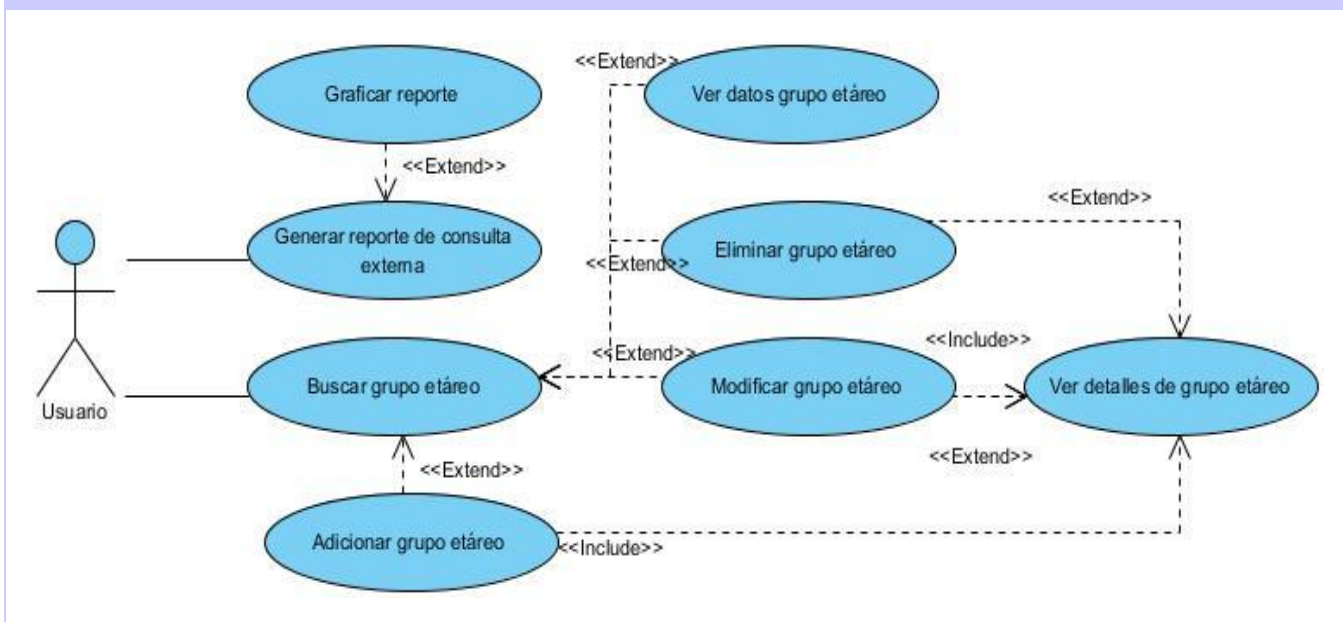 Graficar reporte
<<Extend>>
Ver datos grupo etáreo
<<Extend>>
Generar reporte de consulta
externa
<<Extend>>
Eliminar grupo etáreo
<<Extend>>
Usuario
Buscar grupo etáreo
<<Extend>>
Modificar grupo etáreo
<<Include>>
<<Extend>>
Ver detalles de grupo etáreo
<<Extend>>
Adicionar grupo etáreo
<<Include>>